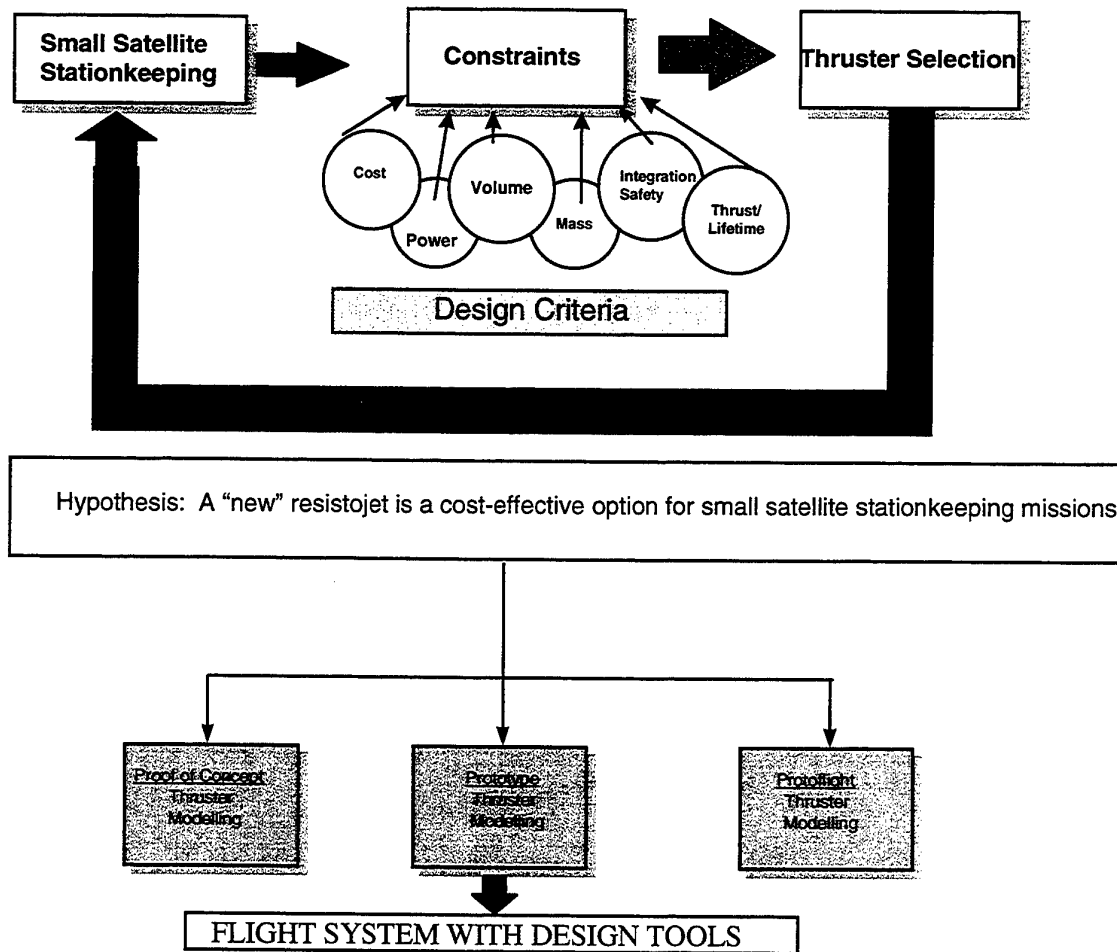 Small Satellite
Stationkeeping
Constraints
Thruster Selection
Cost
Power
Volume
Mass
Integration
Safety
Thrust/
Lifetime
Design Criteria
Hypothesis: A “new” resistojet is a cost-effective option for small satellite stationkeeping missions
Proof of Concept
Thruster
Modelling
Prototype
Thruster
Modelling
Protoflight
Thruster
Modelling
FLIGHT SYSTEM WITH DESIGN TOOLS